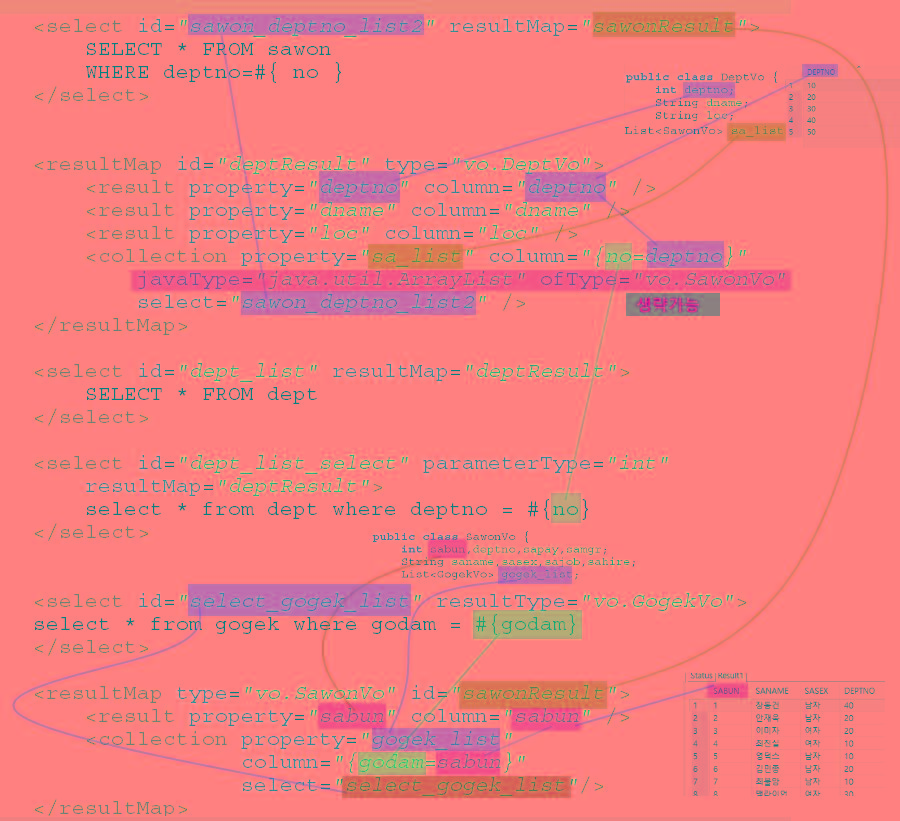 <select id="sawon_deptno_list2" resultMap="sawonResult">
SELECT * FROM sawon
WHERE deptno=#{ no }
</select>
public class DeptVo {
int deptno;
String dname;
String loc;
List<SawonVo> sa_list
DEPTNO
1 10
2 20
3 30
4 40
5 50
<resultMap id="deptResult" type="vo.DeptVo">
<result property="deptno" column="deptno" />
<result property="dname" column="dname" />
<result property="loc" column="loc" />
<collection property="sa_list" column="{no=deptno}"
javaType="java.util.ArrayList" ofType="vo.SawonVo"
select="sawon_deptno_list2" />
생략가능
</resultMap>
<select id="dept_list" resultMap="deptResult">
SELECT * FROM dept
</select>
<select id="dept_list_select" parameterType="int"
resultMap="deptResult">
select * from dept where deptno = #{no}
</select>
public class SawonVo {
int sabun,deptno,sapay,samgr;
String saname,sasex,sajob,sahire;
List<GogekVo> gogek_list;
<select id="select_gogek_list" resultType="vo.GogekVo">
select * from gogek where godam = #{godam}
</select>
<resultMap type="vo.SawonVo" id="sawonResult">
<result property="sabun" column="sabun" />
<collection property="gogek_list"
column="{godam=sabun}"
select="select_gogek_list"/>
</resultMap>
Status Result1
SABUN SANAME SASEX DEPTNO
1 1 장동건 남자 40
2 2 안재욱 남자 20
3 3 이미자 여자 20
4 4 최진실 여자 10
5 5 남자 10
6 6 김민종 남자 20
7 7 최불암 남자 10
8 8 여자 30